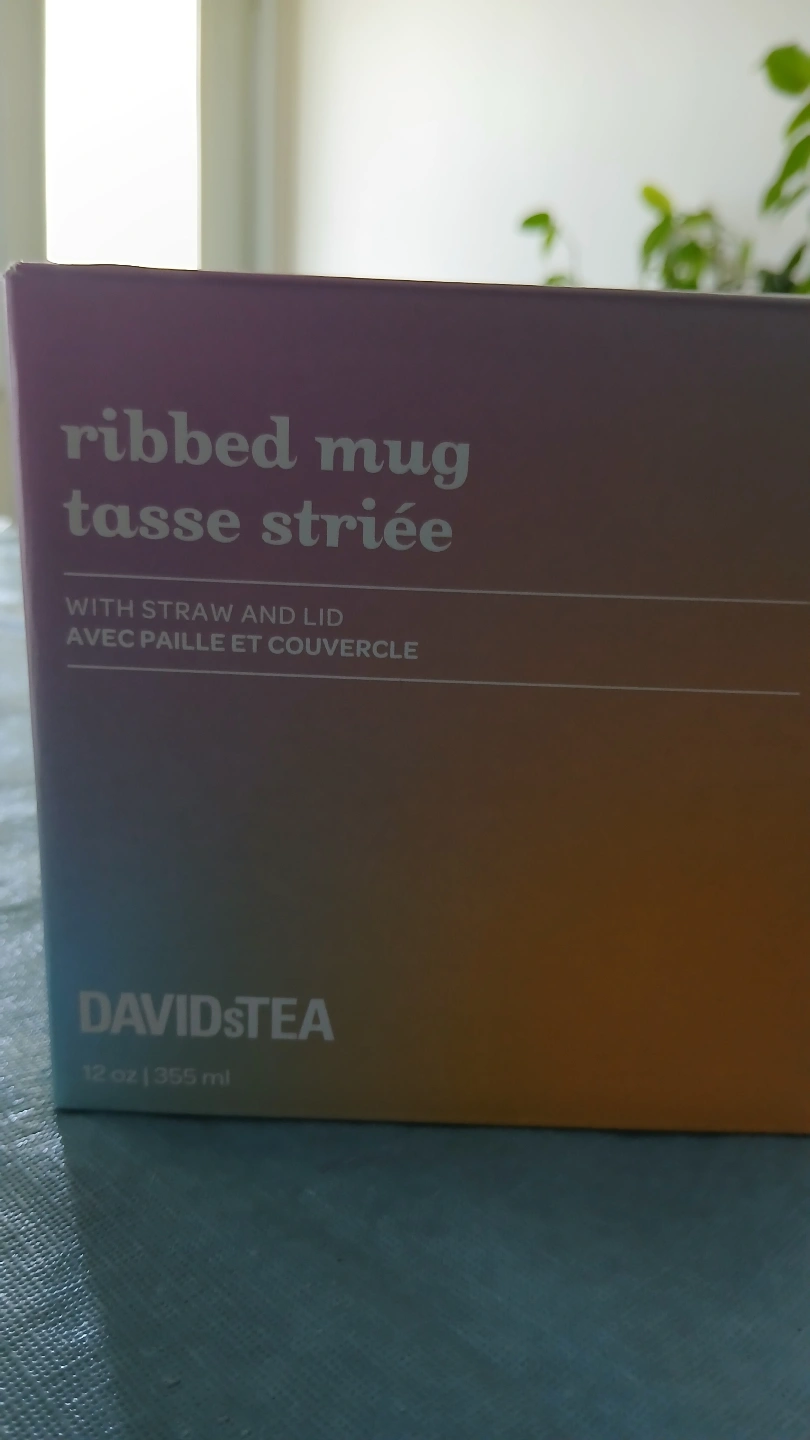 ribbed mug
tasse striée
WITH STRAW AND LID
AVEC PAILLE ET COUVERCLE
DAVIDsTEA
12 oz | 355 ml